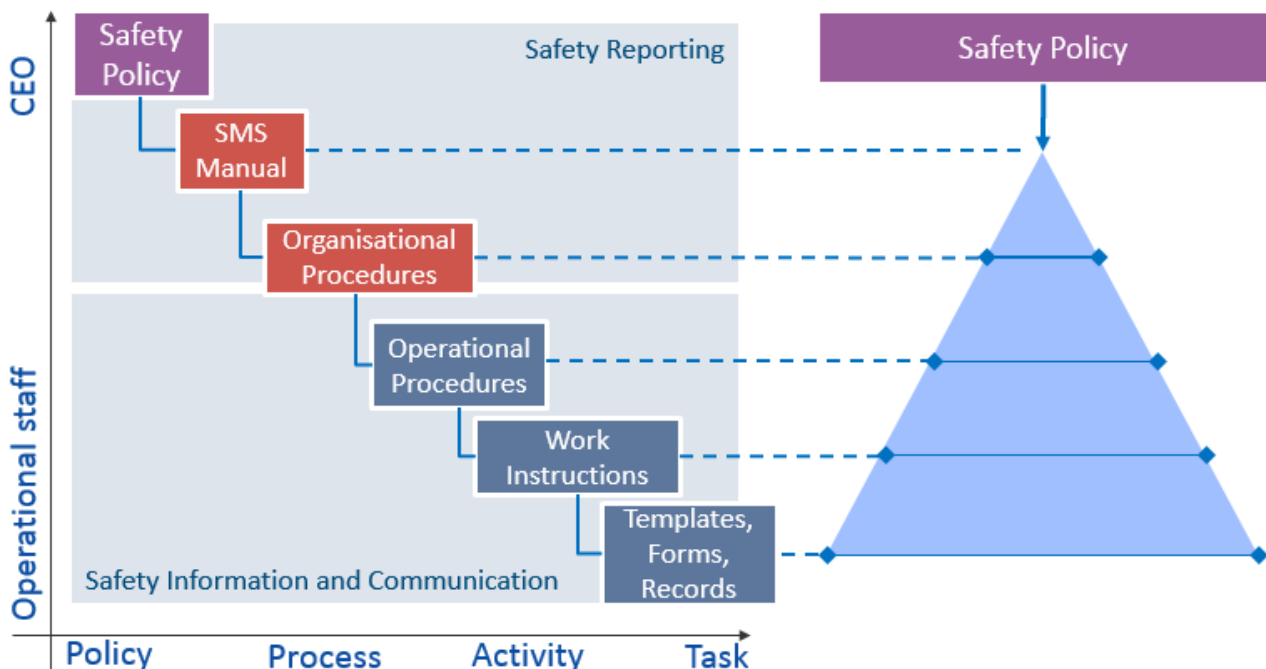 Safety
Policy
Safety Reporting
Safety Policy
CEO
SMS
Manual
Organisational
Procedures
Operational
Procedures
Operational staff
Work
Instructions
Templates,
Forms,
Records
Safety Information and Communication
Policy
Process
Activity
Task